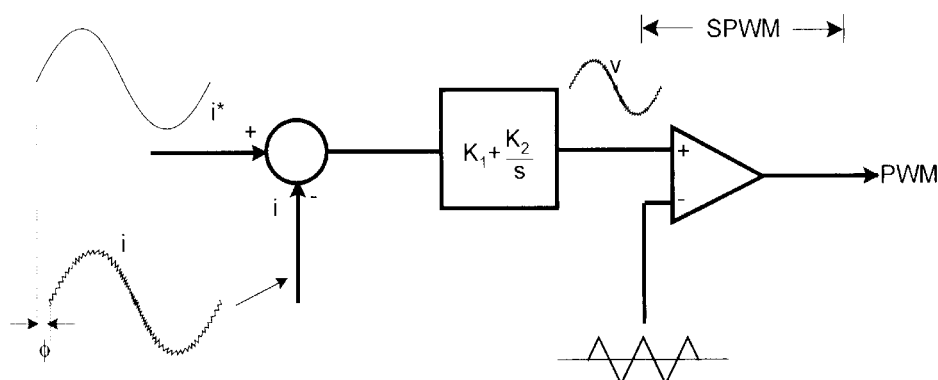 SPWM
v
i*
+
K₁+K₂/s
+
PWM
i
-
-
i
ϕ